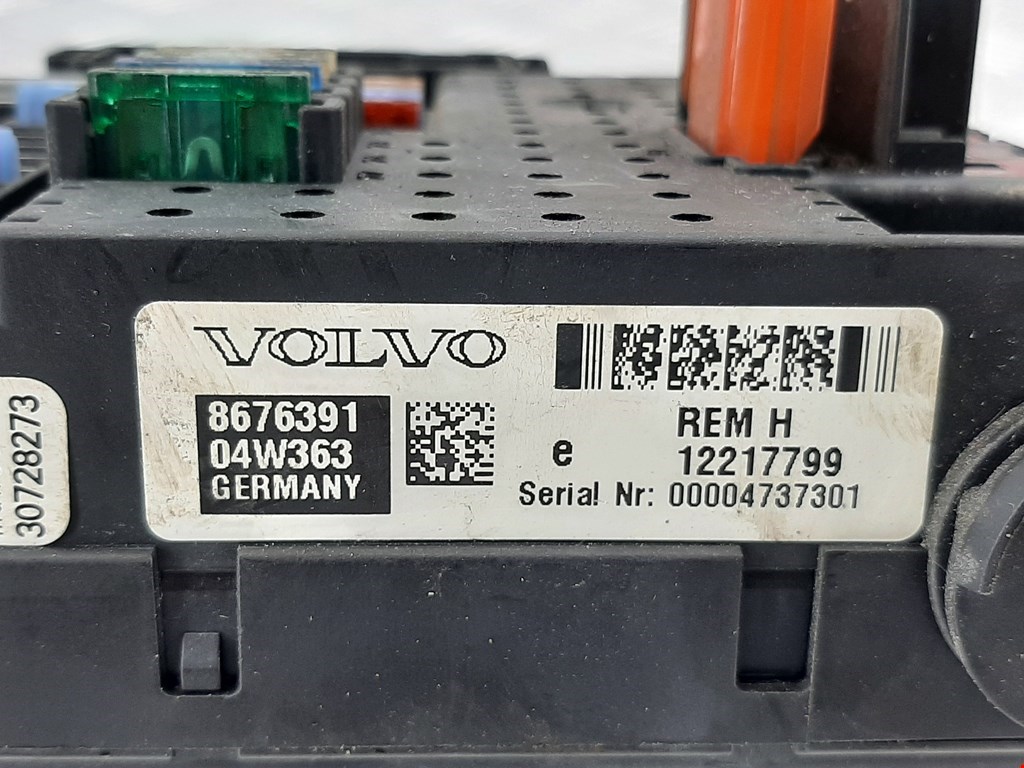 VOLVO
8676391
04W363
GERMANY
REM H
e
12217799
Serial Nr: 00004737301
30728273